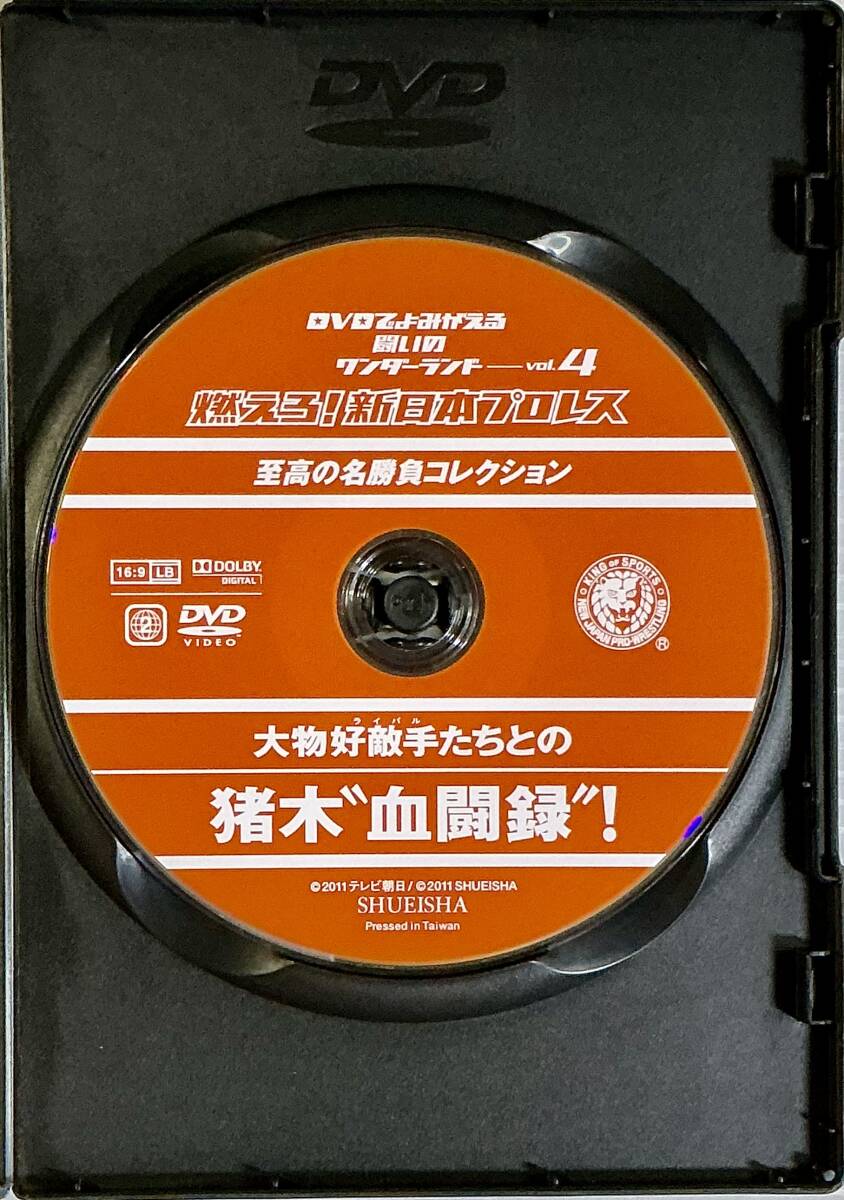 DVD
DVDでよみがえる
闘いの
ワンダーランド──vol.4
燃えろ!新日本プロレス
至高の名勝負コレクション
16:9 LB
DOLBY
DIGITAL
2
DVD
VIDEO
KING OF SPORTS
NEW JAPAN PRO-WRESTLING
®
ライバル
大物好敵手たちとの
猪木〝血闘録〟!
©2011 テレビ朝日/©2011 SHUEISHA
SHUEISHA
Pressed in Taiwan